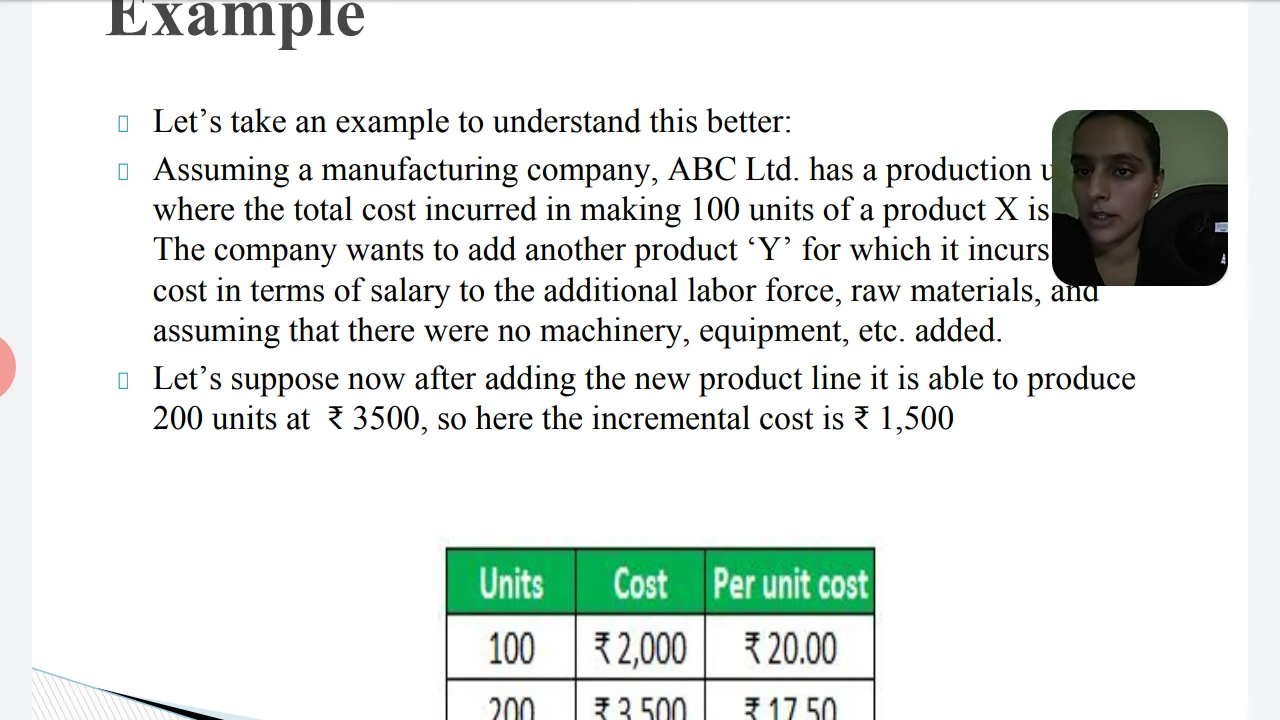 Example
Let’s take an example to understand this better:
Assuming a manufacturing company, ABC Ltd. has a production
where the total cost incurred in making 100 units of a product X is
The company wants to add another product ‘Y’ for which it incurs
cost in terms of salary to the additional labor force, raw materials, and
assuming that there were no machinery, equipment, etc. added.
Let’s suppose now after adding the new product line it is able to produce
200 units at ₹ 3500, so here the incremental cost is ₹ 1,500
Units Cost Per unit cost
100 ₹ 2,000 ₹ 20.00
200 ₹ 3,500 ₹ 17.50